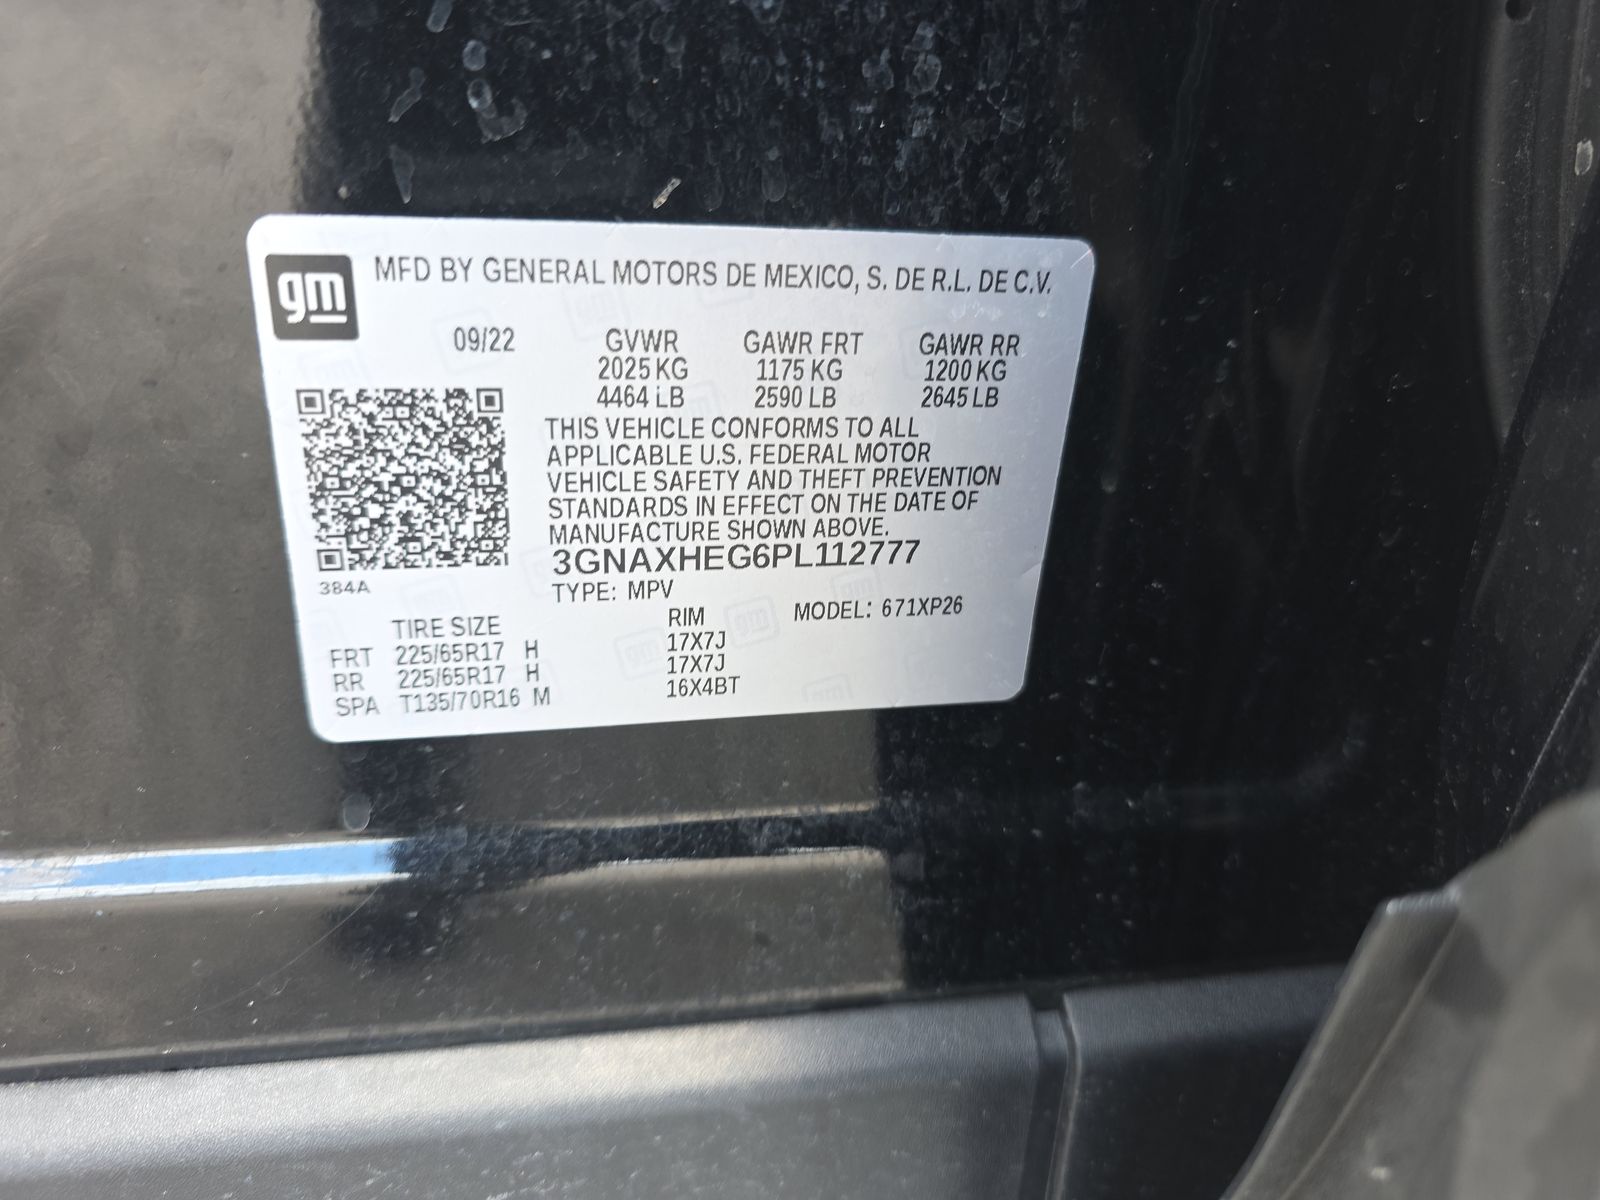 gm
MFD BY GENERAL MOTORS DE MEXICO, S. DE R.L. DE C.V.
09/22 GVWR GAWR FRT GAWR RR
2025 KG 1175 KG 1200 KG
4464 LB 2590 LB 2645 LB
THIS VEHICLE CONFORMS TO ALL
APPLICABLE U.S. FEDERAL MOTOR
VEHICLE SAFETY AND THEFT PREVENTION
STANDARDS IN EFFECT ON THE DATE OF
MANUFACTURE SHOWN ABOVE.
3GNAXHEG6PL112777
384A
TYPE: MPV
MODEL: 671XP26
TIRE SIZE RIM
FRT 225/65R17 H 17X7J
RR 225/65R17 H 17X7J
SPA T135/70R16 M 16X4BT